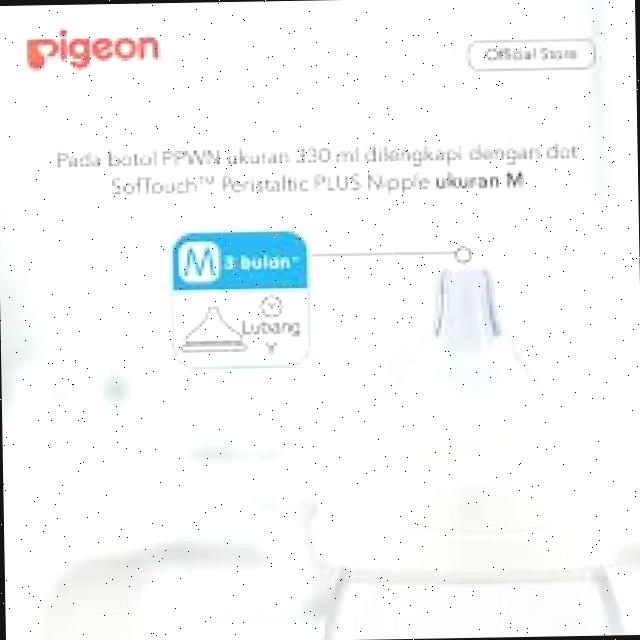 pigeon
Official Store
Pada botol PPWN ukuran 330 ml dilengkapi dengan dot
SofTouch™ Peristaltic PLUS Nipple ukuran M
M 3 bulan+
Y
Lubang
Y